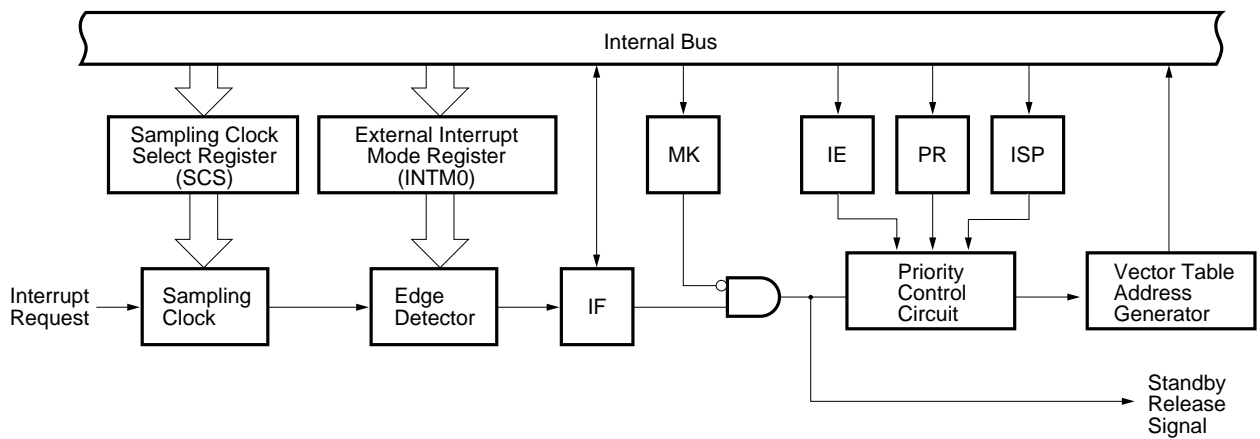 Internal Bus
Sampling Clock
Select Register
(SCS)
External Interrupt
Mode Register
(INTM0)
MK
IE
PR
ISP
Interrupt
Request
Sampling
Clock
Edge
Detector
IF
Priority
Control
Circuit
Vector Table
Address
Generator
Standby
Release
Signal